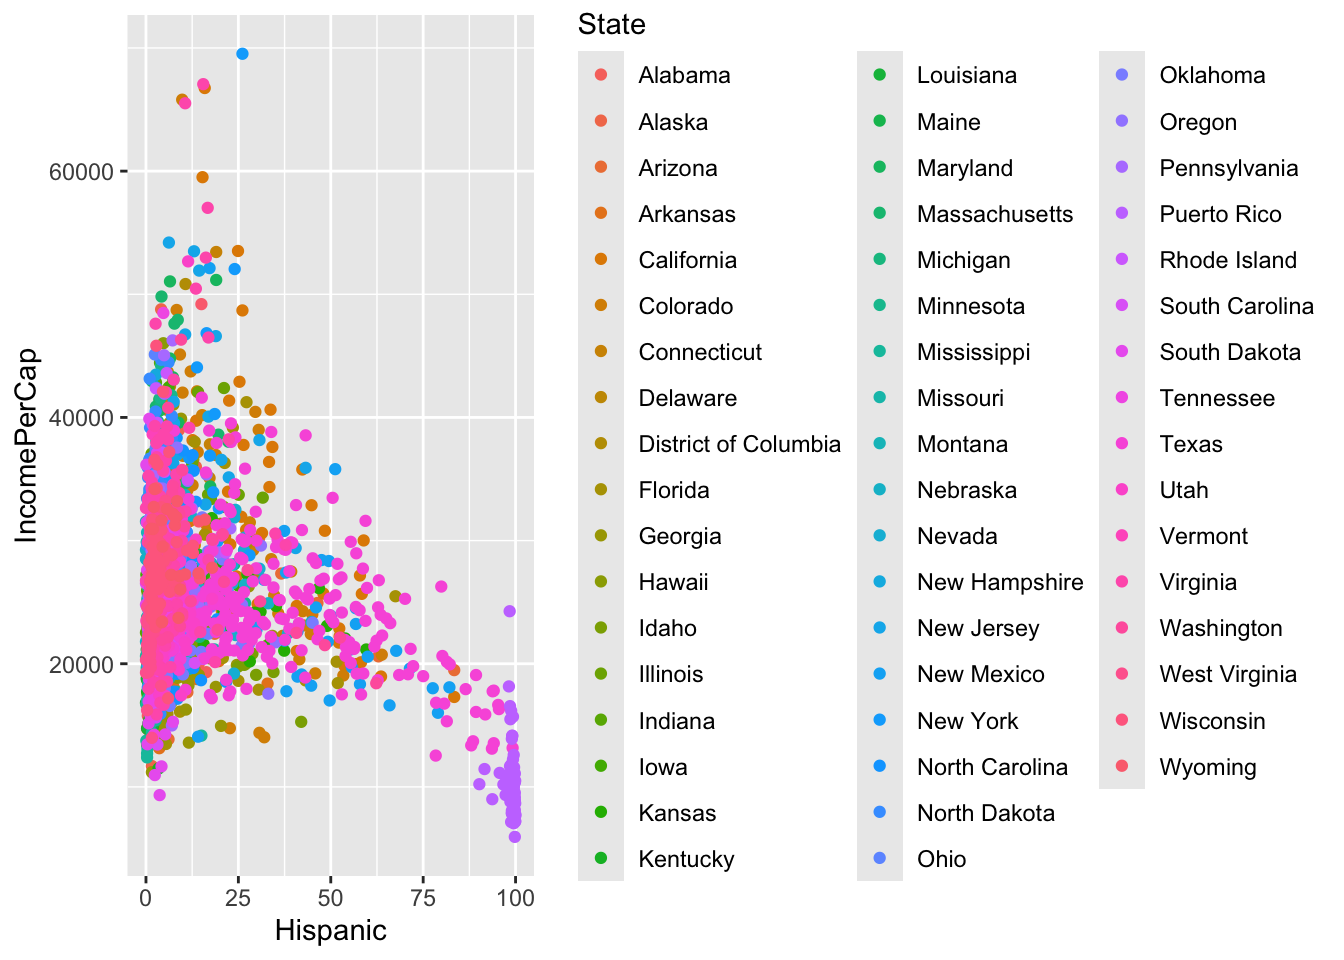 State
Alabama
Alaska
Arizona
Arkansas
California
Colorado
Connecticut
Delaware
District of Columbia
Florida
Georgia
Hawaii
Idaho
Illinois
Indiana
Iowa
Kansas
Kentucky
Louisiana
Maine
Maryland
Massachusetts
Michigan
Minnesota
Mississippi
Missouri
Montana
Nebraska
Nevada
New Hampshire
New Jersey
New Mexico
New York
North Carolina
North Dakota
Ohio
Oklahoma
Oregon
Pennsylvania
Puerto Rico
Rhode Island
South Carolina
South Dakota
Tennessee
Texas
Utah
Vermont
Virginia
Washington
West Virginia
Wisconsin
Wyoming
IncomePerCap
60000
40000
20000
0 25 50 75 100
Hispanic